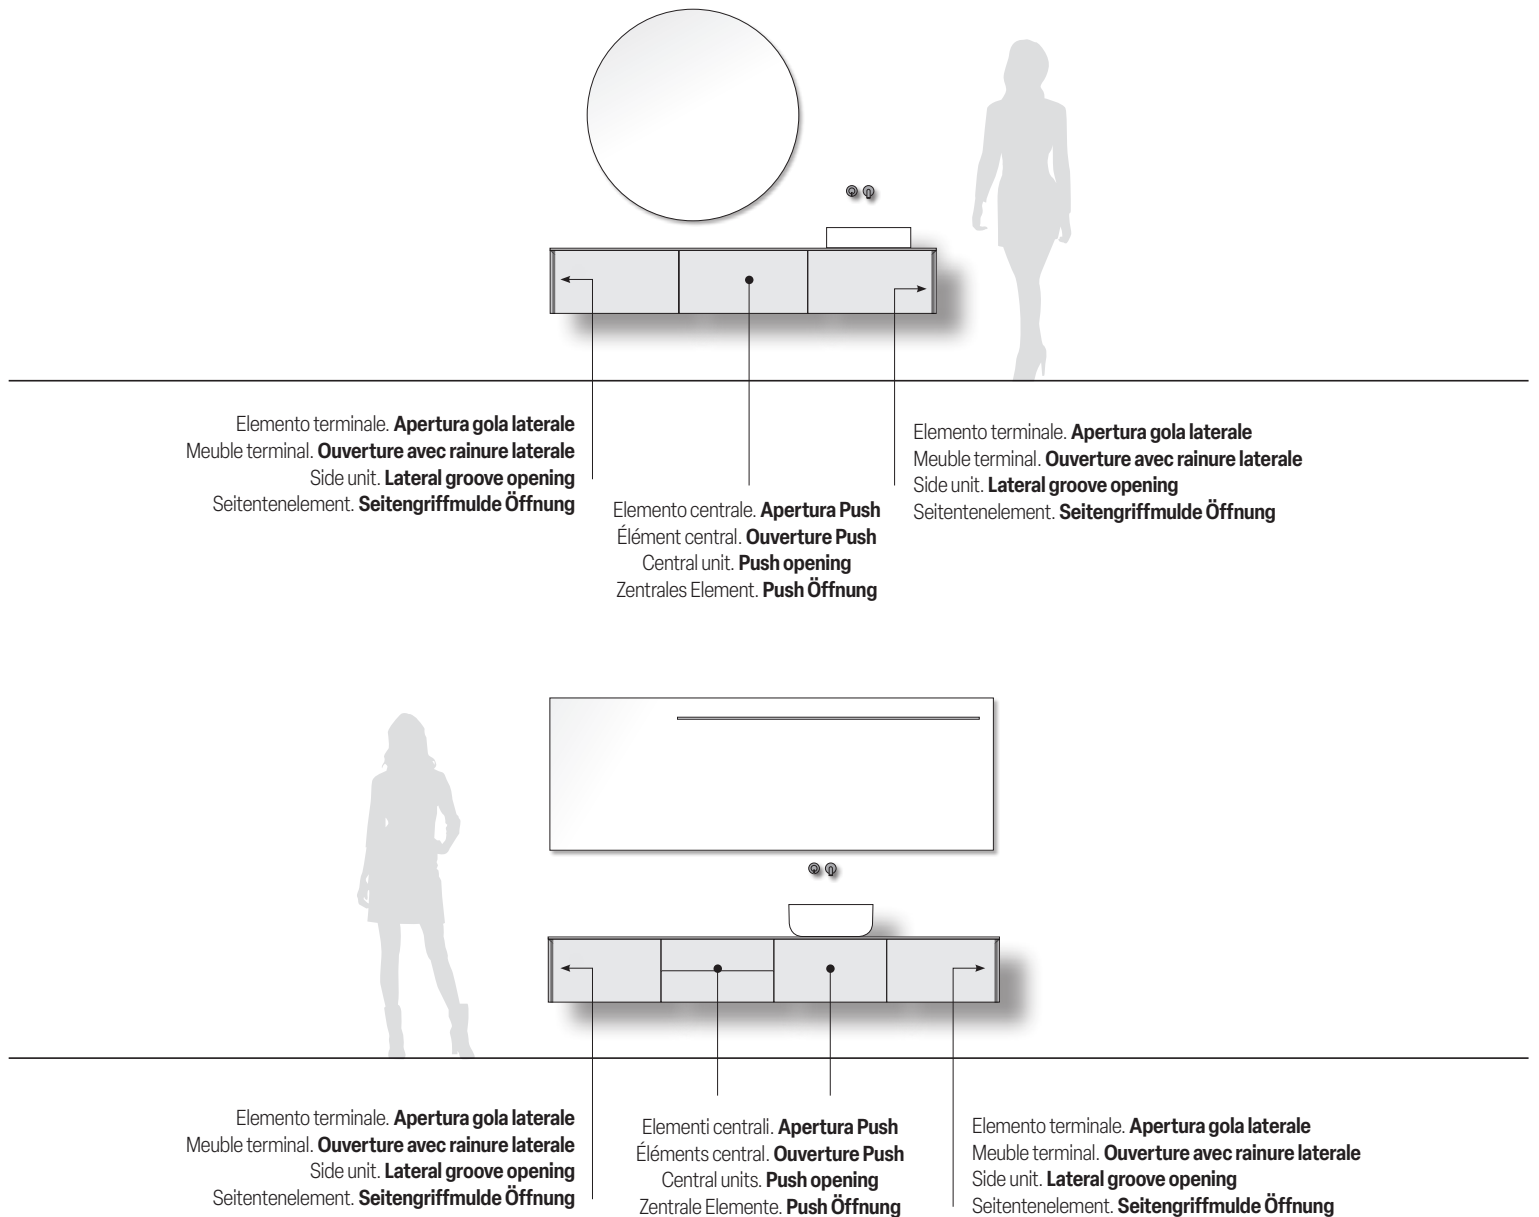 Elemento terminale. Apertura gola laterale
Meuble terminal. Ouverture avec rainure laterale
Side unit. Lateral groove opening
Seitentenelement. Seitengriffmulde Öffnung
Elemento centrale. Apertura Push
Élément central. Ouverture Push
Central unit. Push opening
Zentrales Element. Push Öffnung
Elemento terminale. Apertura gola laterale
Meuble terminal. Ouverture avec rainure laterale
Side unit. Lateral groove opening
Seitentenelement. Seitengriffmulde Öffnung
Elemento terminale. Apertura gola laterale
Meuble terminal. Ouverture avec rainure laterale
Side unit. Lateral groove opening
Seitentenelement. Seitengriffmulde Öffnung
Elementi centrali. Apertura Push
Éléments central. Ouverture Push
Central units. Push opening
Zentrale Elemente. Push Öffnung
Elemento terminale. Apertura gola laterale
Meuble terminal. Ouverture avec rainure laterale
Side unit. Lateral groove opening
Seitentenelement. Seitengriffmulde Öffnung